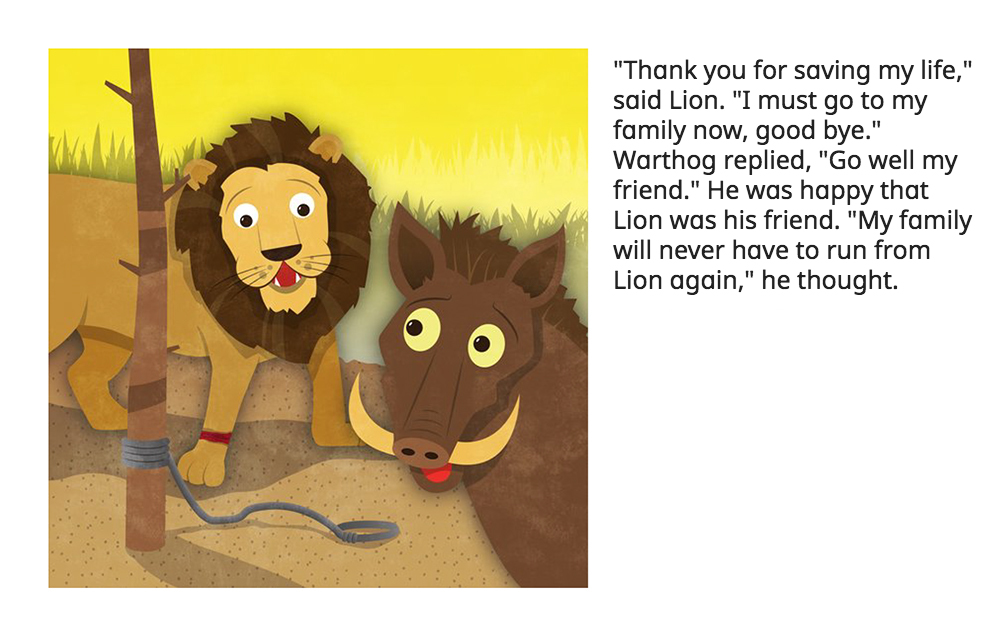 "Thank you for saving my life,"
said Lion. "I must go to my
family now, good bye."
Warthog replied, "Go well my
friend." He was happy that
Lion was his friend. "My family
will never have to run from
Lion again," he thought.